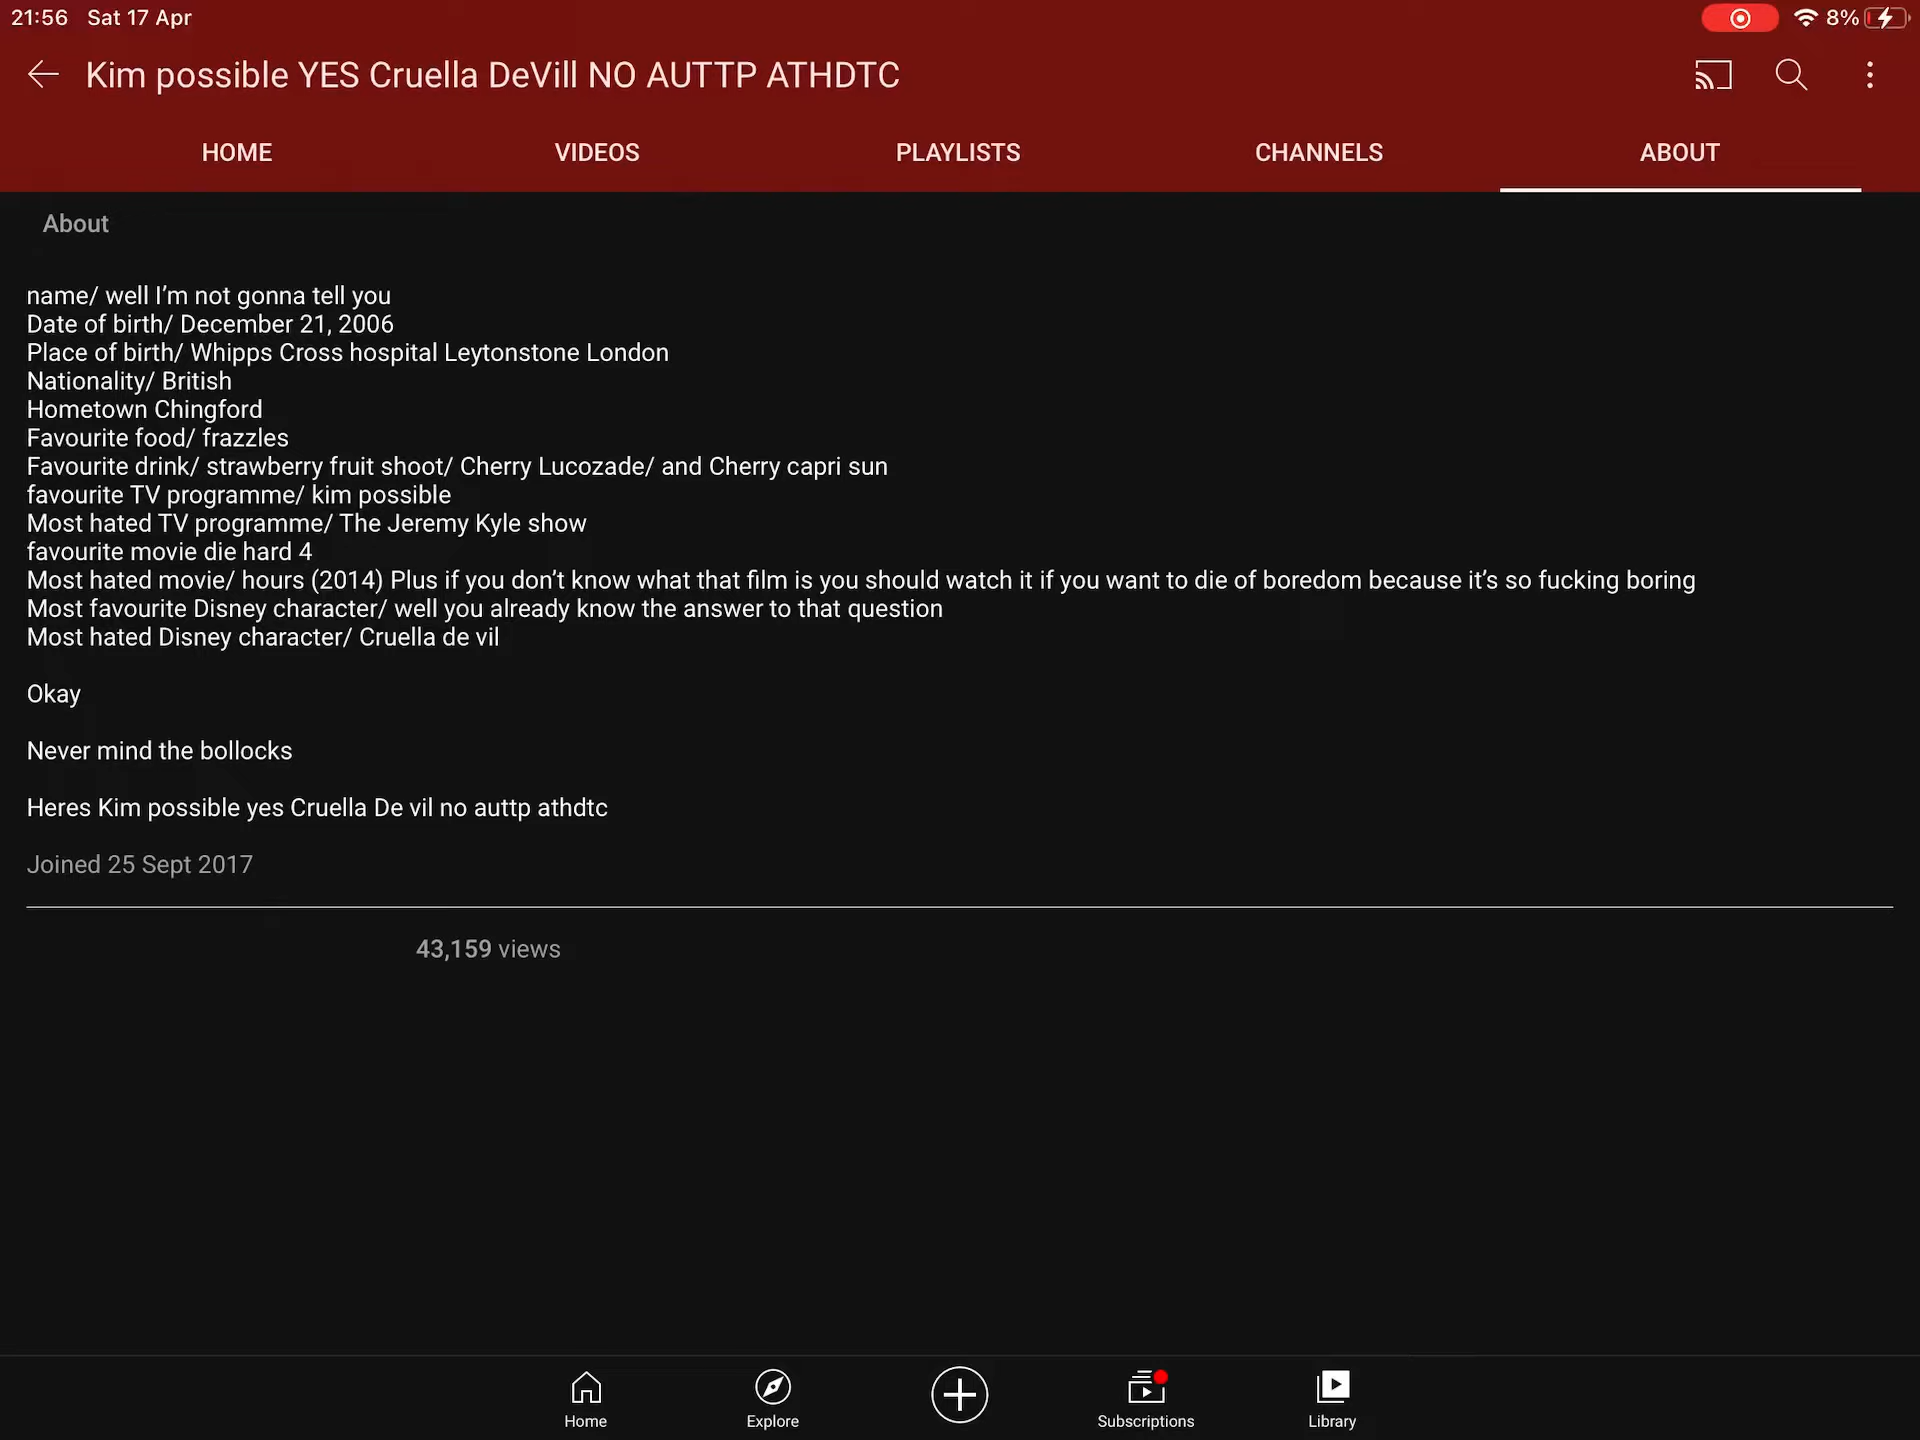 21:56 Sat 17 Apr 8%
Kim possible YES Cruella DeVill NO AUTTP ATHDTC
HOME VIDEOS PLAYLISTS CHANNELS ABOUT
About
name/ well I’m not gonna tell you
Date of birth/ December 21, 2006
Place of birth/ Whipps Cross hospital Leytonstone London
Nationality/ British
Hometown Chingford
Favourite food/ frazzles
Favourite drink/ strawberry fruit shoot/ Cherry Lucozade/ and Cherry capri sun
favourite TV programme/ kim possible
Most hated TV programme/ The Jeremy Kyle show
favourite movie die hard 4
Most hated movie/ hours (2014) Plus if you don’t know what that film is you should watch it if you want to die of boredom because it’s so fucking boring
Most favourite Disney character/ well you already know the answer to that question
Most hated Disney character/ Cruella de vil
Okay
Never mind the bollocks
Heres Kim possible yes Cruella De vil no auttp athdtc
Joined 25 Sept 2017
43,159 views
Home Explore Subscriptions Library